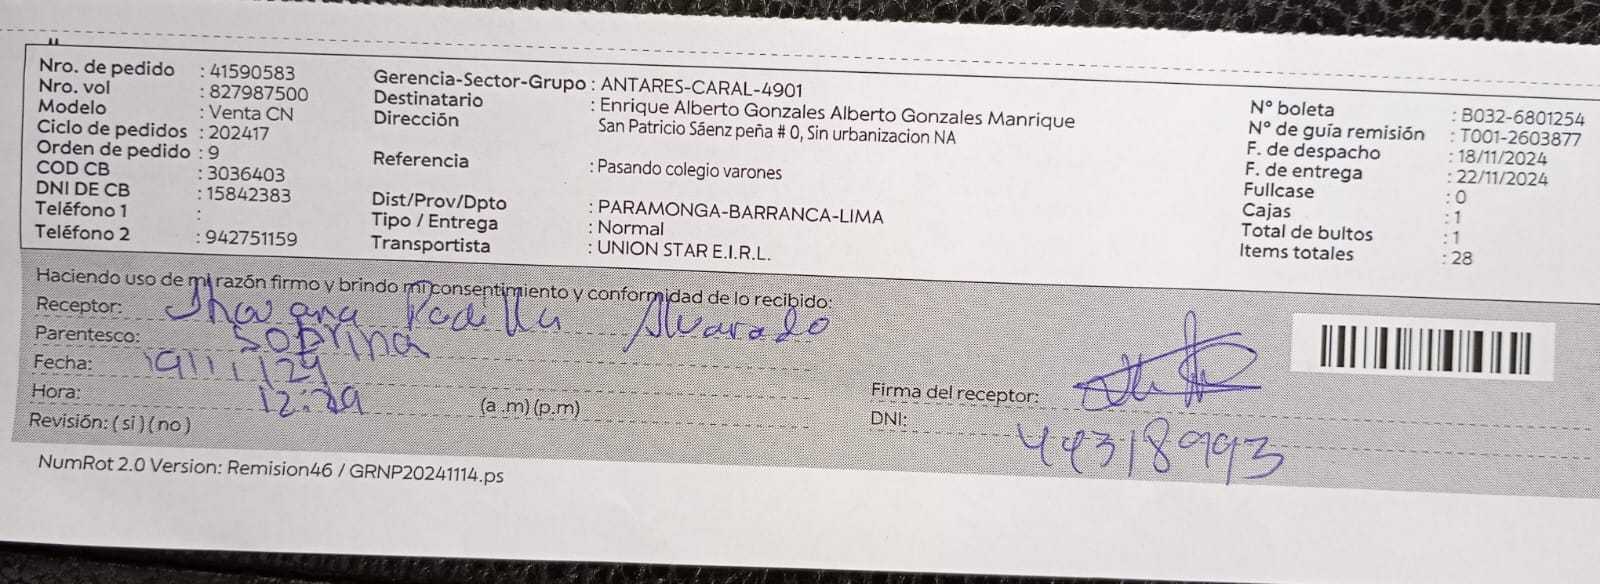 Nro. de pedido : 41590583
Nro. vol : 827987500
Modelo : Venta CN
Ciclo de pedidos : 202417
Orden de pedido : 9
COD CB : 3036403
DNI DE CB : 15842383
Teléfono 1 :
Teléfono 2 : 942751159
Gerencia-Sector-Grupo : ANTARES-CARAL-4901
Destinatario : Enrique Alberto Gonzales Alberto Gonzales Manrique
Dirección San Patricio Sáenz peña # 0, Sin urbanizacion NA
Referencia : Pasando colegio varones
Dist/Prov/Dpto : PARAMONGA-BARRANCA-LIMA
Tipo / Entrega : Normal
Transportista : UNION STAR E.I.R.L.
N° boleta : B032-6801254
N° de guía remisión : T001-2603877
F. de despacho : 18/11/2024
F. de entrega : 22/11/2024
Fullcase : 0
Cajas : 1
Total de bultos : 1
Items totales : 28
Haciendo uso de mi razón firmo y brindo mi consentimiento y conformidad de lo recibido:
Receptor: Padilla Alvarado
Parentesco: sobrina
Fecha: 19/11/24
Hora: 12:29 (a .m) (p.m)
Revisión: ( si ) ( no )
Firma del receptor:
DNI: 44318993
NumRot 2.0 Version: Remision46 / GRNP20241114.ps